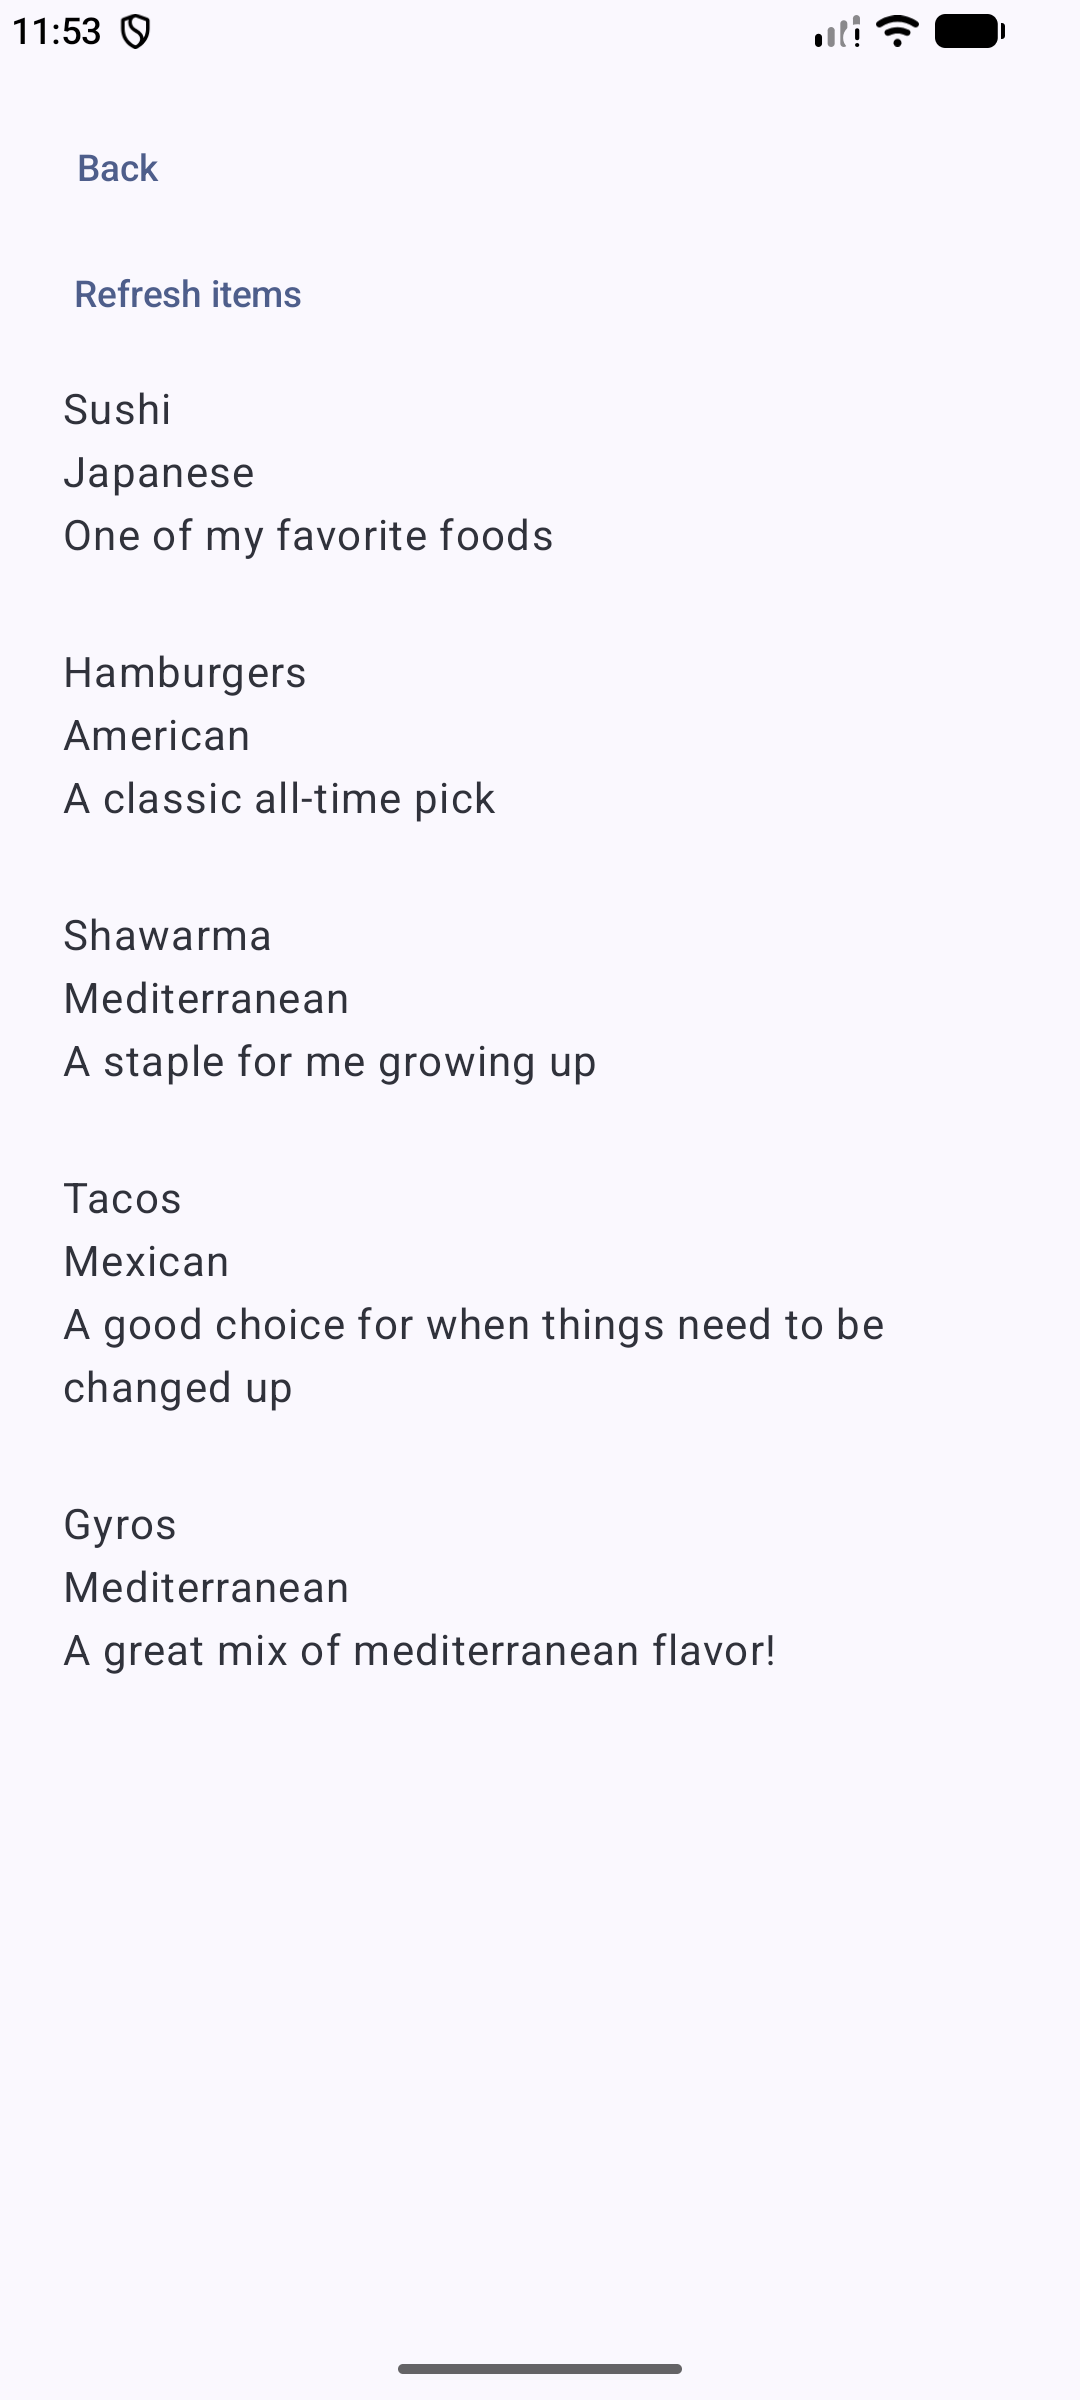 11:53
Back
Refresh items
Sushi
Japanese
One of my favorite foods
Hamburgers
American
A classic all-time pick
Shawarma
Mediterranean
A staple for me growing up
Tacos
Mexican
A good choice for when things need to be
changed up
Gyros
Mediterranean
A great mix of mediterranean flavor!